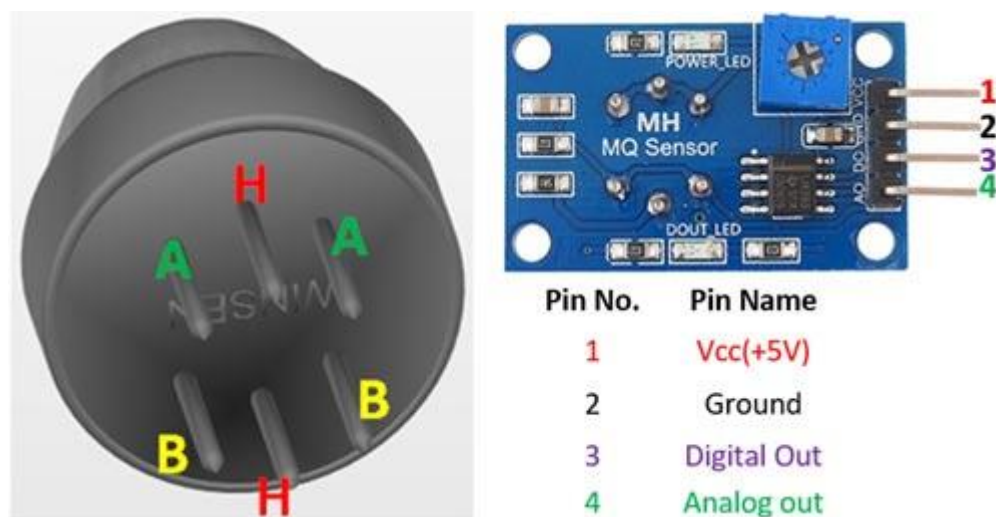 H
A
A
WINSEN
B
B
H
POWER_LED
MH
MQ Sensor
DOUT_LED
VCC
GND
DO
AO
1
2
3
4
Pin No. Pin Name
1 Vcc(+5V)
2 Ground
3 Digital Out
4 Analog out